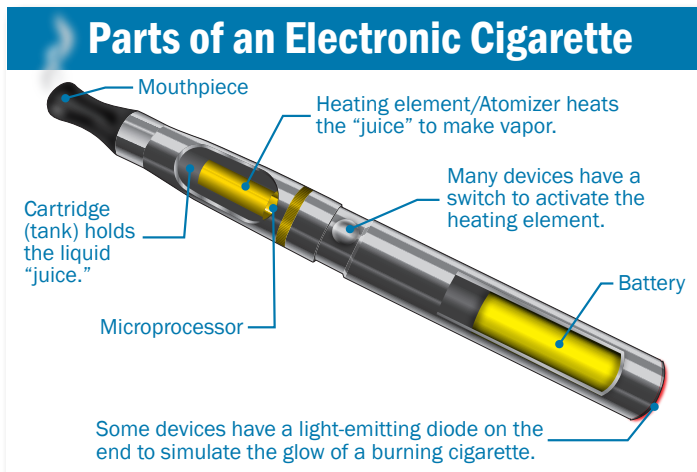 Parts of an Electronic Cigarette
Mouthpiece
Heating element/Atomizer heats
the “juice” to make vapor.
Many devices have a
switch to activate the
heating element.
Cartridge
(tank) holds
the liquid
“juice.”
Battery
Microprocessor
Some devices have a light-emitting diode on the
end to simulate the glow of a burning cigarette.